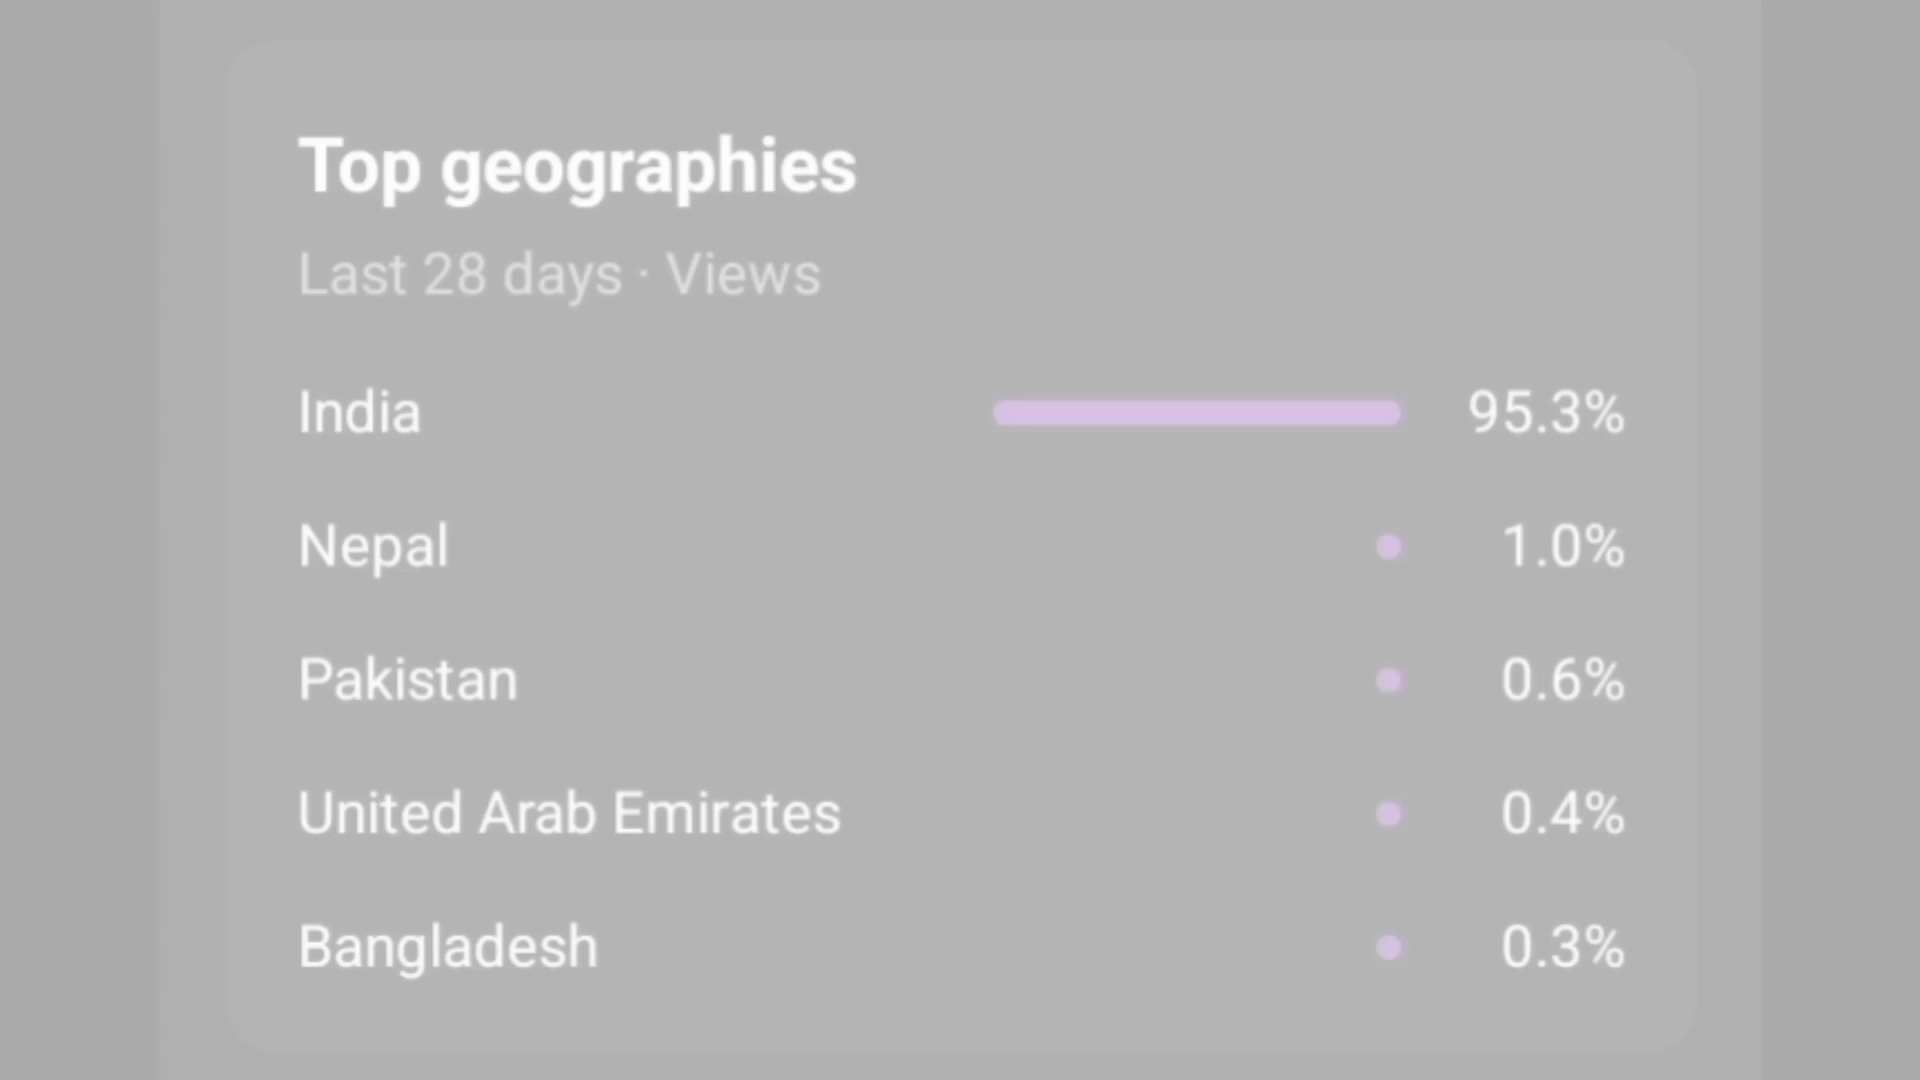 Top geographies
Last 28 days · Views
India 95.3%
Nepal 1.0%
Pakistan 0.6%
United Arab Emirates 0.4%
Bangladesh 0.3%